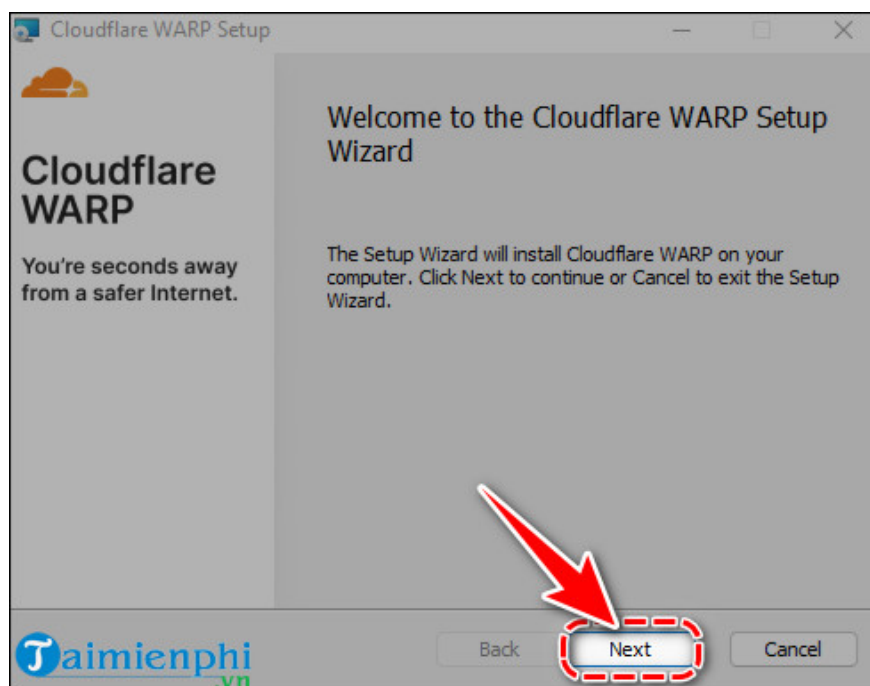 Cloudflare WARP Setup
Cloudflare
WARP
You're seconds away
from a safer Internet.
Welcome to the Cloudflare WARP Setup
Wizard
The Setup Wizard will install Cloudflare WARP on your
computer. Click Next to continue or Cancel to exit the Setup
Wizard.
Back
Next
Cancel
Taimienphi
.vn